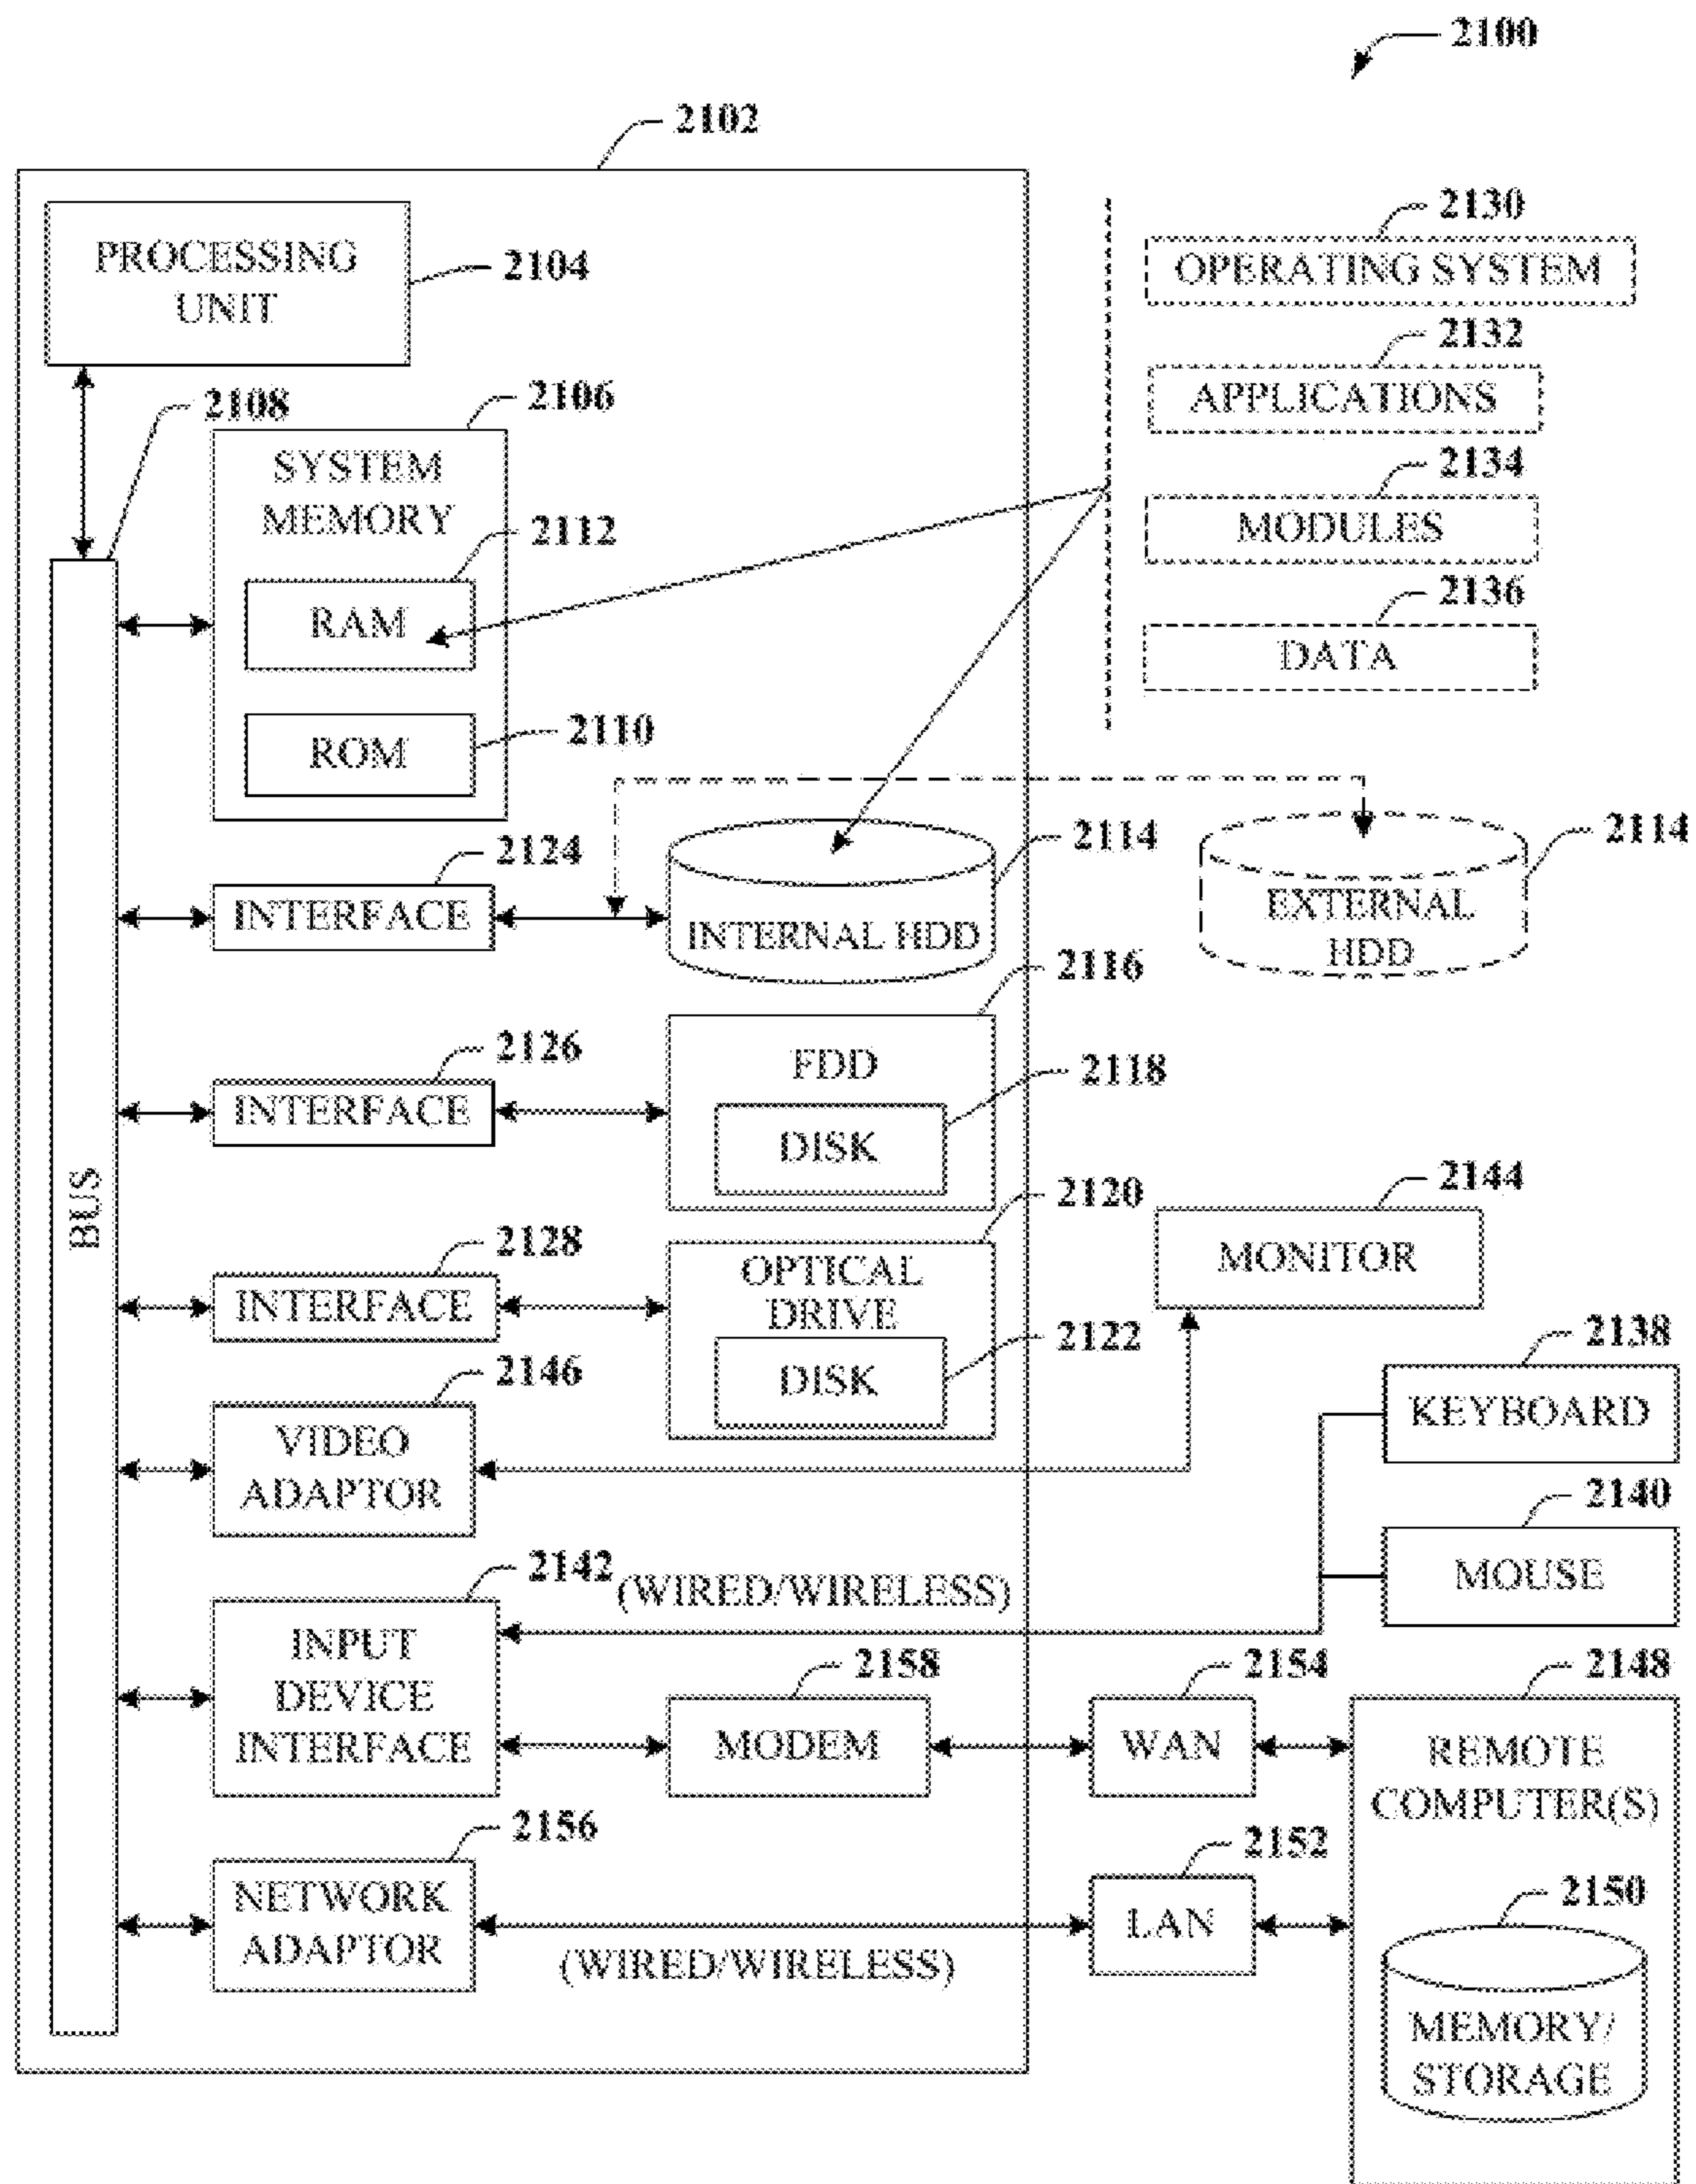 2100
2102
PROCESSING
UNIT
2104
2130
OPERATING SYSTEM
2132
APPLICATIONS
2134
MODULES
2136
DATA
2108
2106
SYSTEM
MEMORY
2112
RAM
2110
ROM
BUS
2124
INTERFACE
2114
INTERNAL HDD
2114
EXTERNAL
HDD
2126
INTERFACE
2116
FDD
2118
DISK
2128
INTERFACE
2120
OPTICAL
DRIVE
2122
DISK
2144
MONITOR
2146
VIDEO
ADAPTOR
2138
KEYBOARD
2140
MOUSE
2142
(WIRED/WIRELESS)
INPUT
DEVICE
INTERFACE
2158
MODEM
2154
WAN
2148
REMOTE
COMPUTER(S)
2156
NETWORK
ADAPTOR
(WIRED/WIRELESS)
2152
LAN
2150
MEMORY/
STORAGE